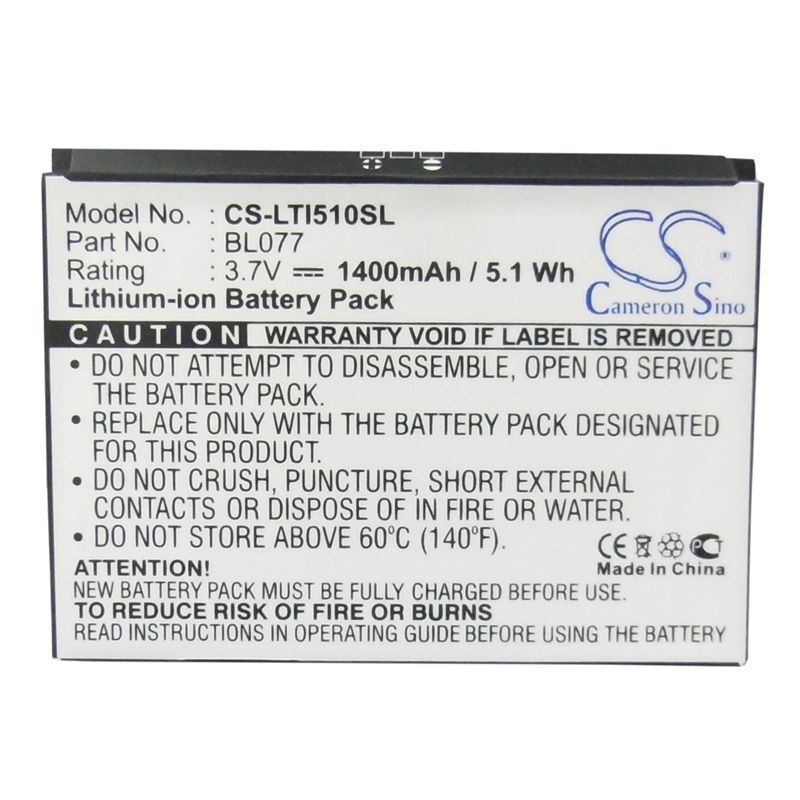 Model No. : CS-LTI510SL
Part No. : BL077
Rating : 3.7V ⎓ 1400mAh / 5.1 Wh
Lithium-ion Battery Pack
CS
Cameron Sino
CAUTION WARRANTY VOID IF LABEL IS REMOVED
• DO NOT ATTEMPT TO DISASSEMBLE, OPEN OR SERVICE
THE BATTERY PACK.
• REPLACE ONLY WITH THE BATTERY PACK DESIGNATED
FOR THIS PRODUCT.
• DO NOT CRUSH, PUNCTURE, SHORT EXTERNAL
CONTACTS OR DISPOSE OF IN FIRE OR WATER.
• DO NOT STORE ABOVE 60ºC (140ºF).
CE
MADE IN CHINA
ATTENTION!
NEW BATTERY PACK MUST BE FULLY CHARGED BEFORE USE
TO REDUCE RISK OF FIRE OR BURNS
READ INSTRUCTIONS IN OPERATING GUIDE BEFORE USING THE BATTERY